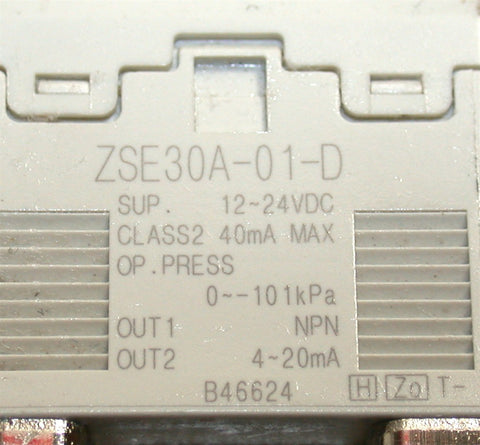 ZSE30A-01-D
SUP. 12~24VDC
CLASS2 40mA MAX
OP.PRESS
0~-101kPa
OUT1 NPN
OUT2 4~20mA
B46624 H Zo T-